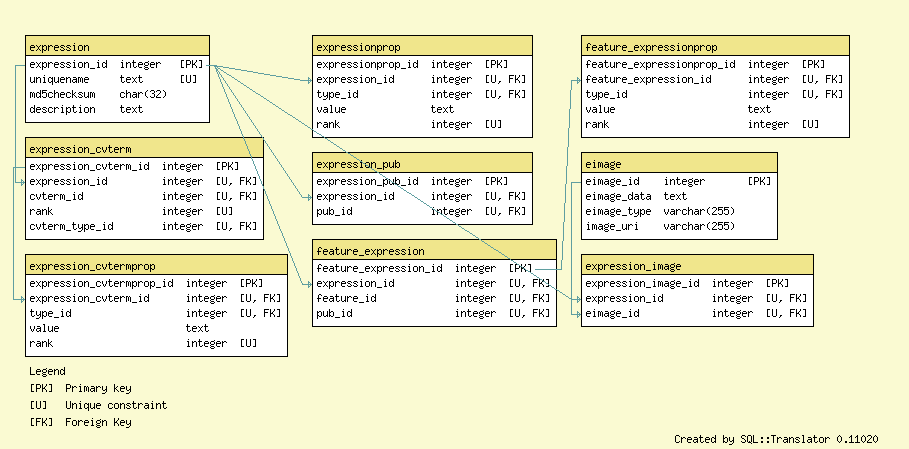 expression
expression_id integer [PK]
uniquename text [U]
md5checksum char(32)
description text
expression_cvterm
expression_cvterm_id integer [PK]
expression_id integer [U, FK]
cvterm_id integer [U, FK]
rank integer [U]
cvterm_type_id integer [U, FK]
expression_cvtermprop
expression_cvtermprop_id integer [PK]
expression_cvterm_id integer [U, FK]
type_id integer [U, FK]
value text
rank integer [U]
expressionprop
expressionprop_id integer [PK]
expression_id integer [U, FK]
type_id integer [U, FK]
value text
rank integer [U]
expression_pub
expression_pub_id integer [PK]
expression_id integer [U, FK]
pub_id integer [U, FK]
feature_expression
feature_expression_id integer [PK]
expression_id integer [U, FK]
feature_id integer [U, FK]
pub_id integer [U, FK]
feature_expressionprop
feature_expressionprop_id integer [PK]
feature_expression_id integer [U, FK]
type_id integer [U, FK]
value text
rank integer [U]
eimage
eimage_id integer [PK]
eimage_data text
eimage_type varchar(255)
image_uri varchar(255)
expression_image
expression_image_id integer [PK]
expression_id integer [U, FK]
eimage_id integer [U, FK]
Legend
[PK] Primary key
[U] Unique constraint
[FK] Foreign Key
Created by SQL::Translator 0.11020